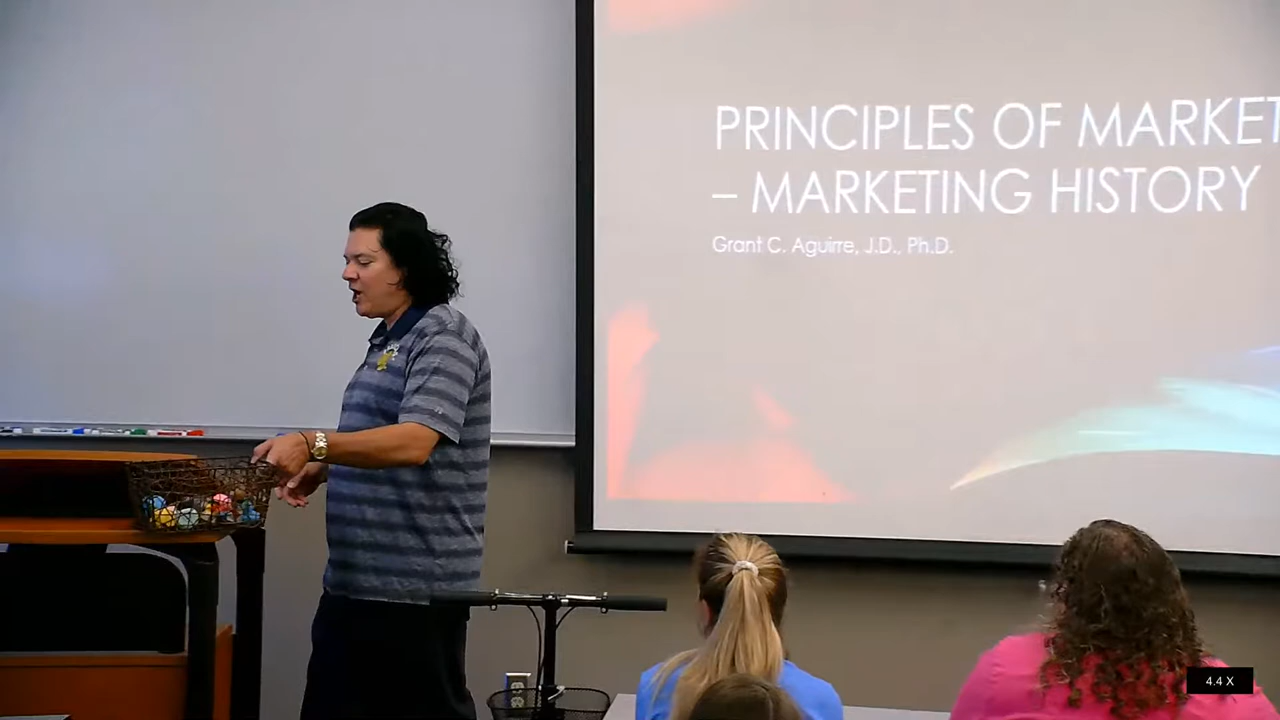 PRINCIPLES OF MARKET
– MARKETING HISTORY
Grant C. Aguirre, J.D., Ph.D.
4.4 X